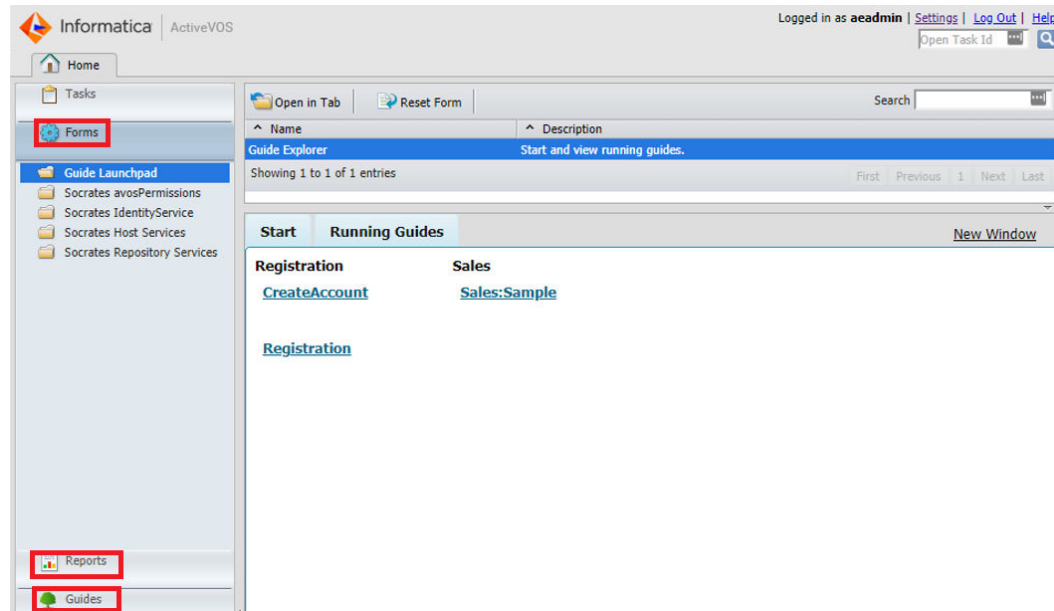 Informatica ActiveVOS
Logged in as aeadmin | Settings | Log Out | Help
Open Task Id
Home
Tasks
Forms
Guide Launchpad
Socrates avosPermissions
Socrates IdentityService
Socrates Host Services
Socrates Repository Services
Reports
Guides
Open in Tab Reset Form Search
Name Description
Guide Explorer Start and view running guides.
Showing 1 to 1 of 1 entries First Previous 1 Next Last
Start Running Guides New Window
Registration Sales
CreateAccount Sales:Sample
Registration